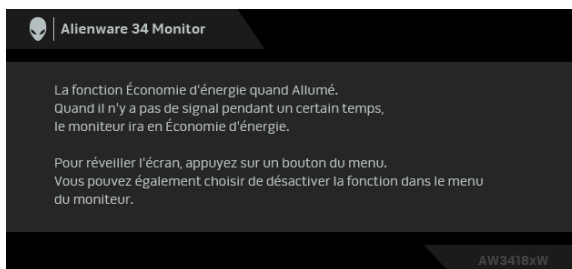 Alienware 34 Monitor
La fonction Économie d'énergie quand Allumé.
Quand il n'y a pas de signal pendant un certain temps,
le moniteur ira en Économie d'énergie.
Pour réveiller l'écran, appuyez sur un bouton du menu.
Vous pouvez également choisir de désactiver la fonction dans le menu
du moniteur.
AW3418xW